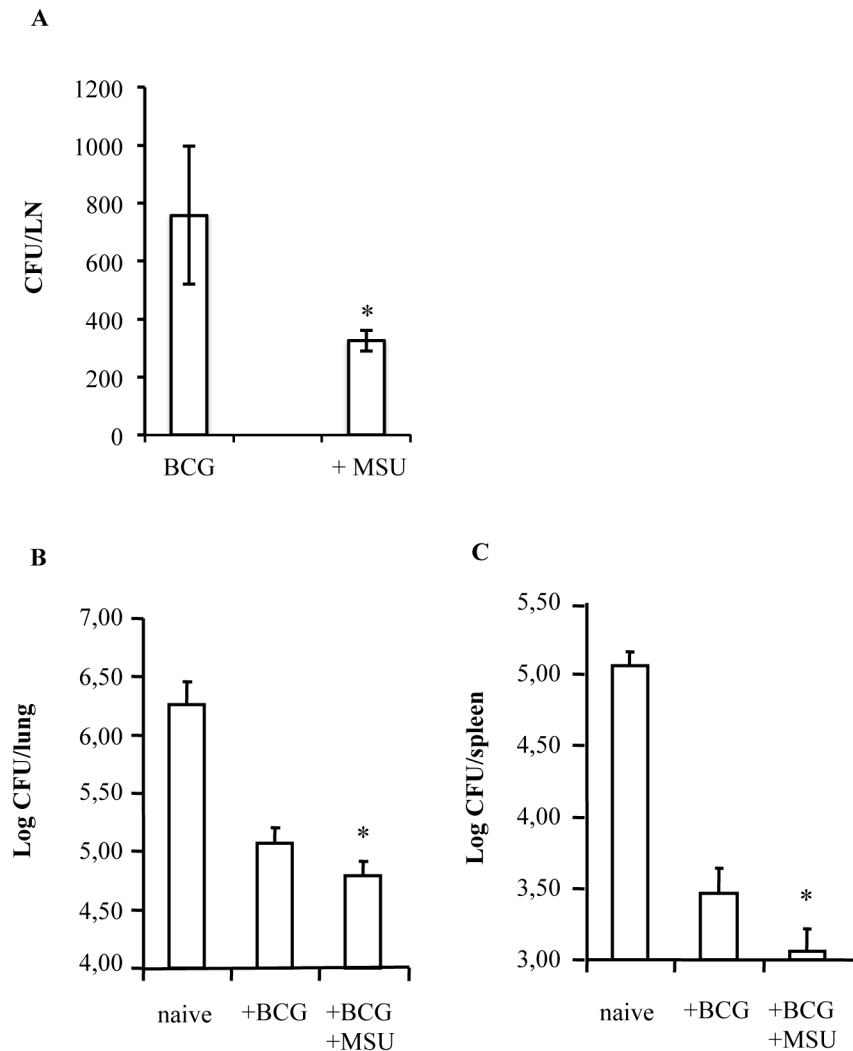 A
CFU/LN
1200
1000
800
600
400
200
0
*
BCG
+ MSU
B
Log CFU/lung
7,00
6,50
6,00
5,50
5,00
4,50
4,00
*
naive
+BCG
+BCG
+MSU
C
Log CFU/spleen
5,50
5,00
4,50
4,00
3,50
3,00
*
naive
+BCG
+BCG
+MSU